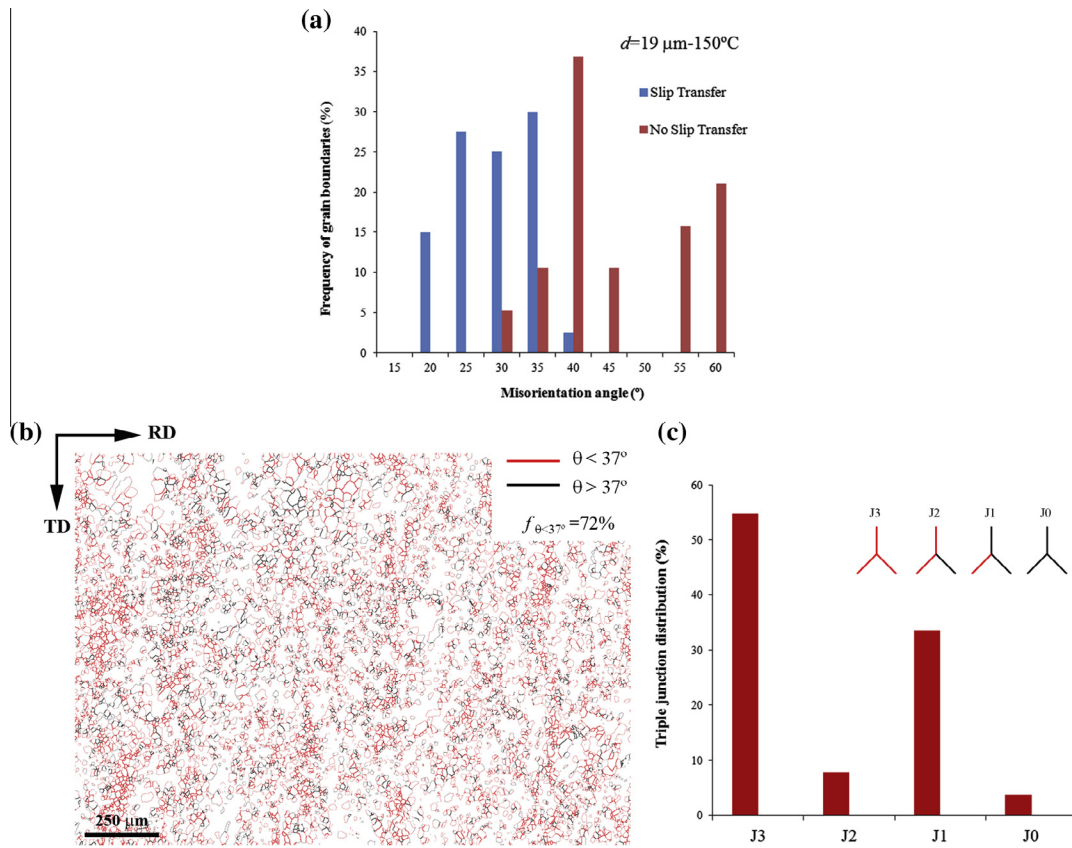 (a)
d=19 μm-150ºC
Slip Transfer
No Slip Transfer
Frequency of grain boundaries (%)
40
35
30
25
20
15
10
5
0
15 20 25 30 35 40 45 50 55 60
Misorientation angle (º)
(b)
RD
TD
θ < 37º
θ > 37º
f θ<37º =72%
250 μm
(c)
Triple junction distribution (%)
60
50
40
30
20
10
0
J3 J2 J1 J0
J3 J2 J1 J0